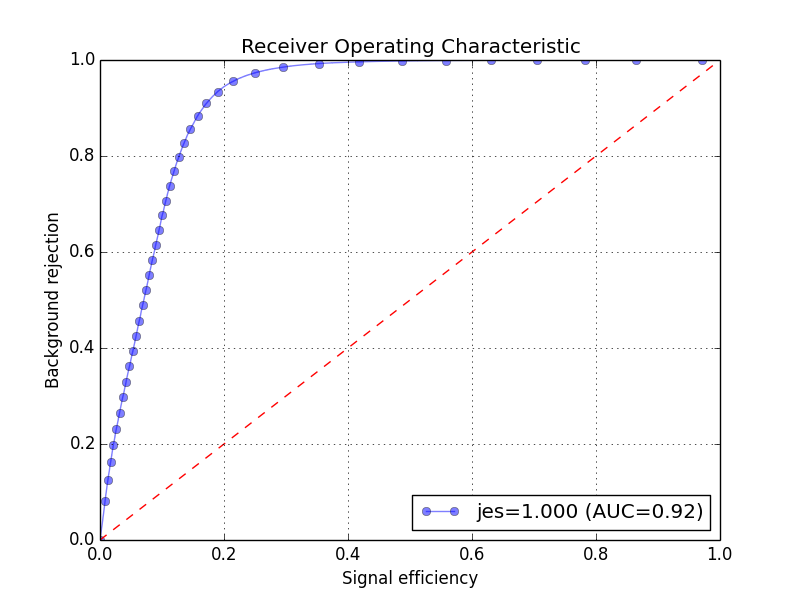 Receiver Operating Characteristic
1.0
0.8
0.6
0.4
0.2
0.0
Background rejection
jes=1.000 (AUC=0.92)
0.0 0.2 0.4 0.6 0.8 1.0
Signal efficiency